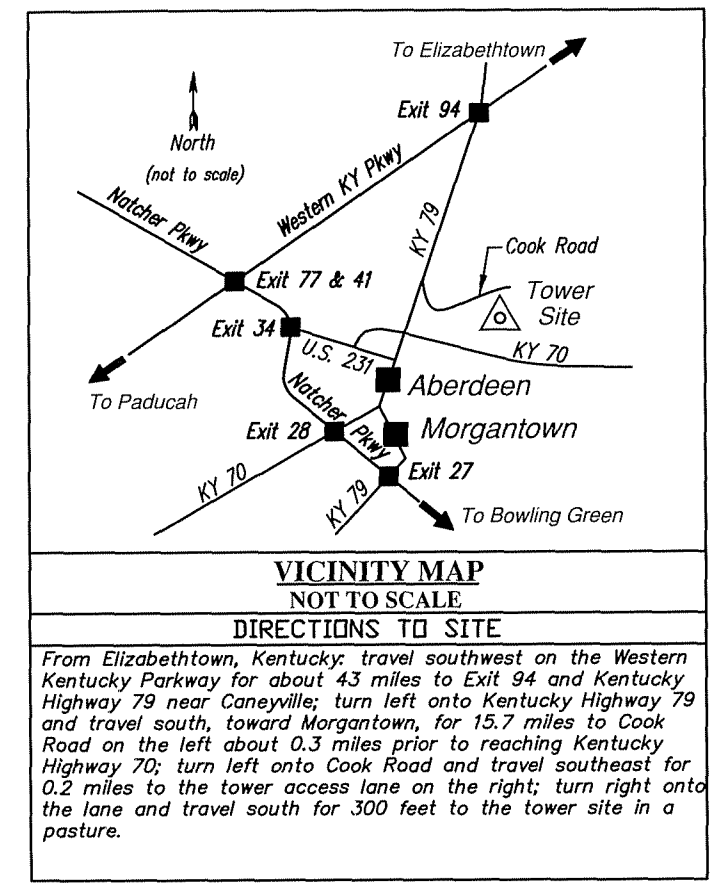 To Elizabethtown
Exit 94
North
(not to scale)
Western KY Pkwy
Natcher Pkwy
KY 79
Cook Road
Exit 77 & 41
Tower
Site
Exit 34
U.S. 231
KY 70
Aberdeen
To Paducah
Natcher Pkwy
Morgantown
Exit 28
Exit 27
KY 70
KY 79
To Bowling Green
VICINITY MAP
NOT TO SCALE
DIRECTIONS TO SITE
From Elizabethtown, Kentucky: travel southwest on the Western
Kentucky Parkway for about 43 miles to Exit 94 and Kentucky
Highway 79 near Caneyville; turn left onto Kentucky Highway 79
and travel south, toward Morgantown, for 15.7 miles to Cook
Road on the left about 0.3 miles prior to reaching Kentucky
Highway 70; turn left onto Cook Road and travel southeast for
0.2 miles to the tower access lane on the right; turn right onto
the lane and travel south for 300 feet to the tower site in a
pasture.